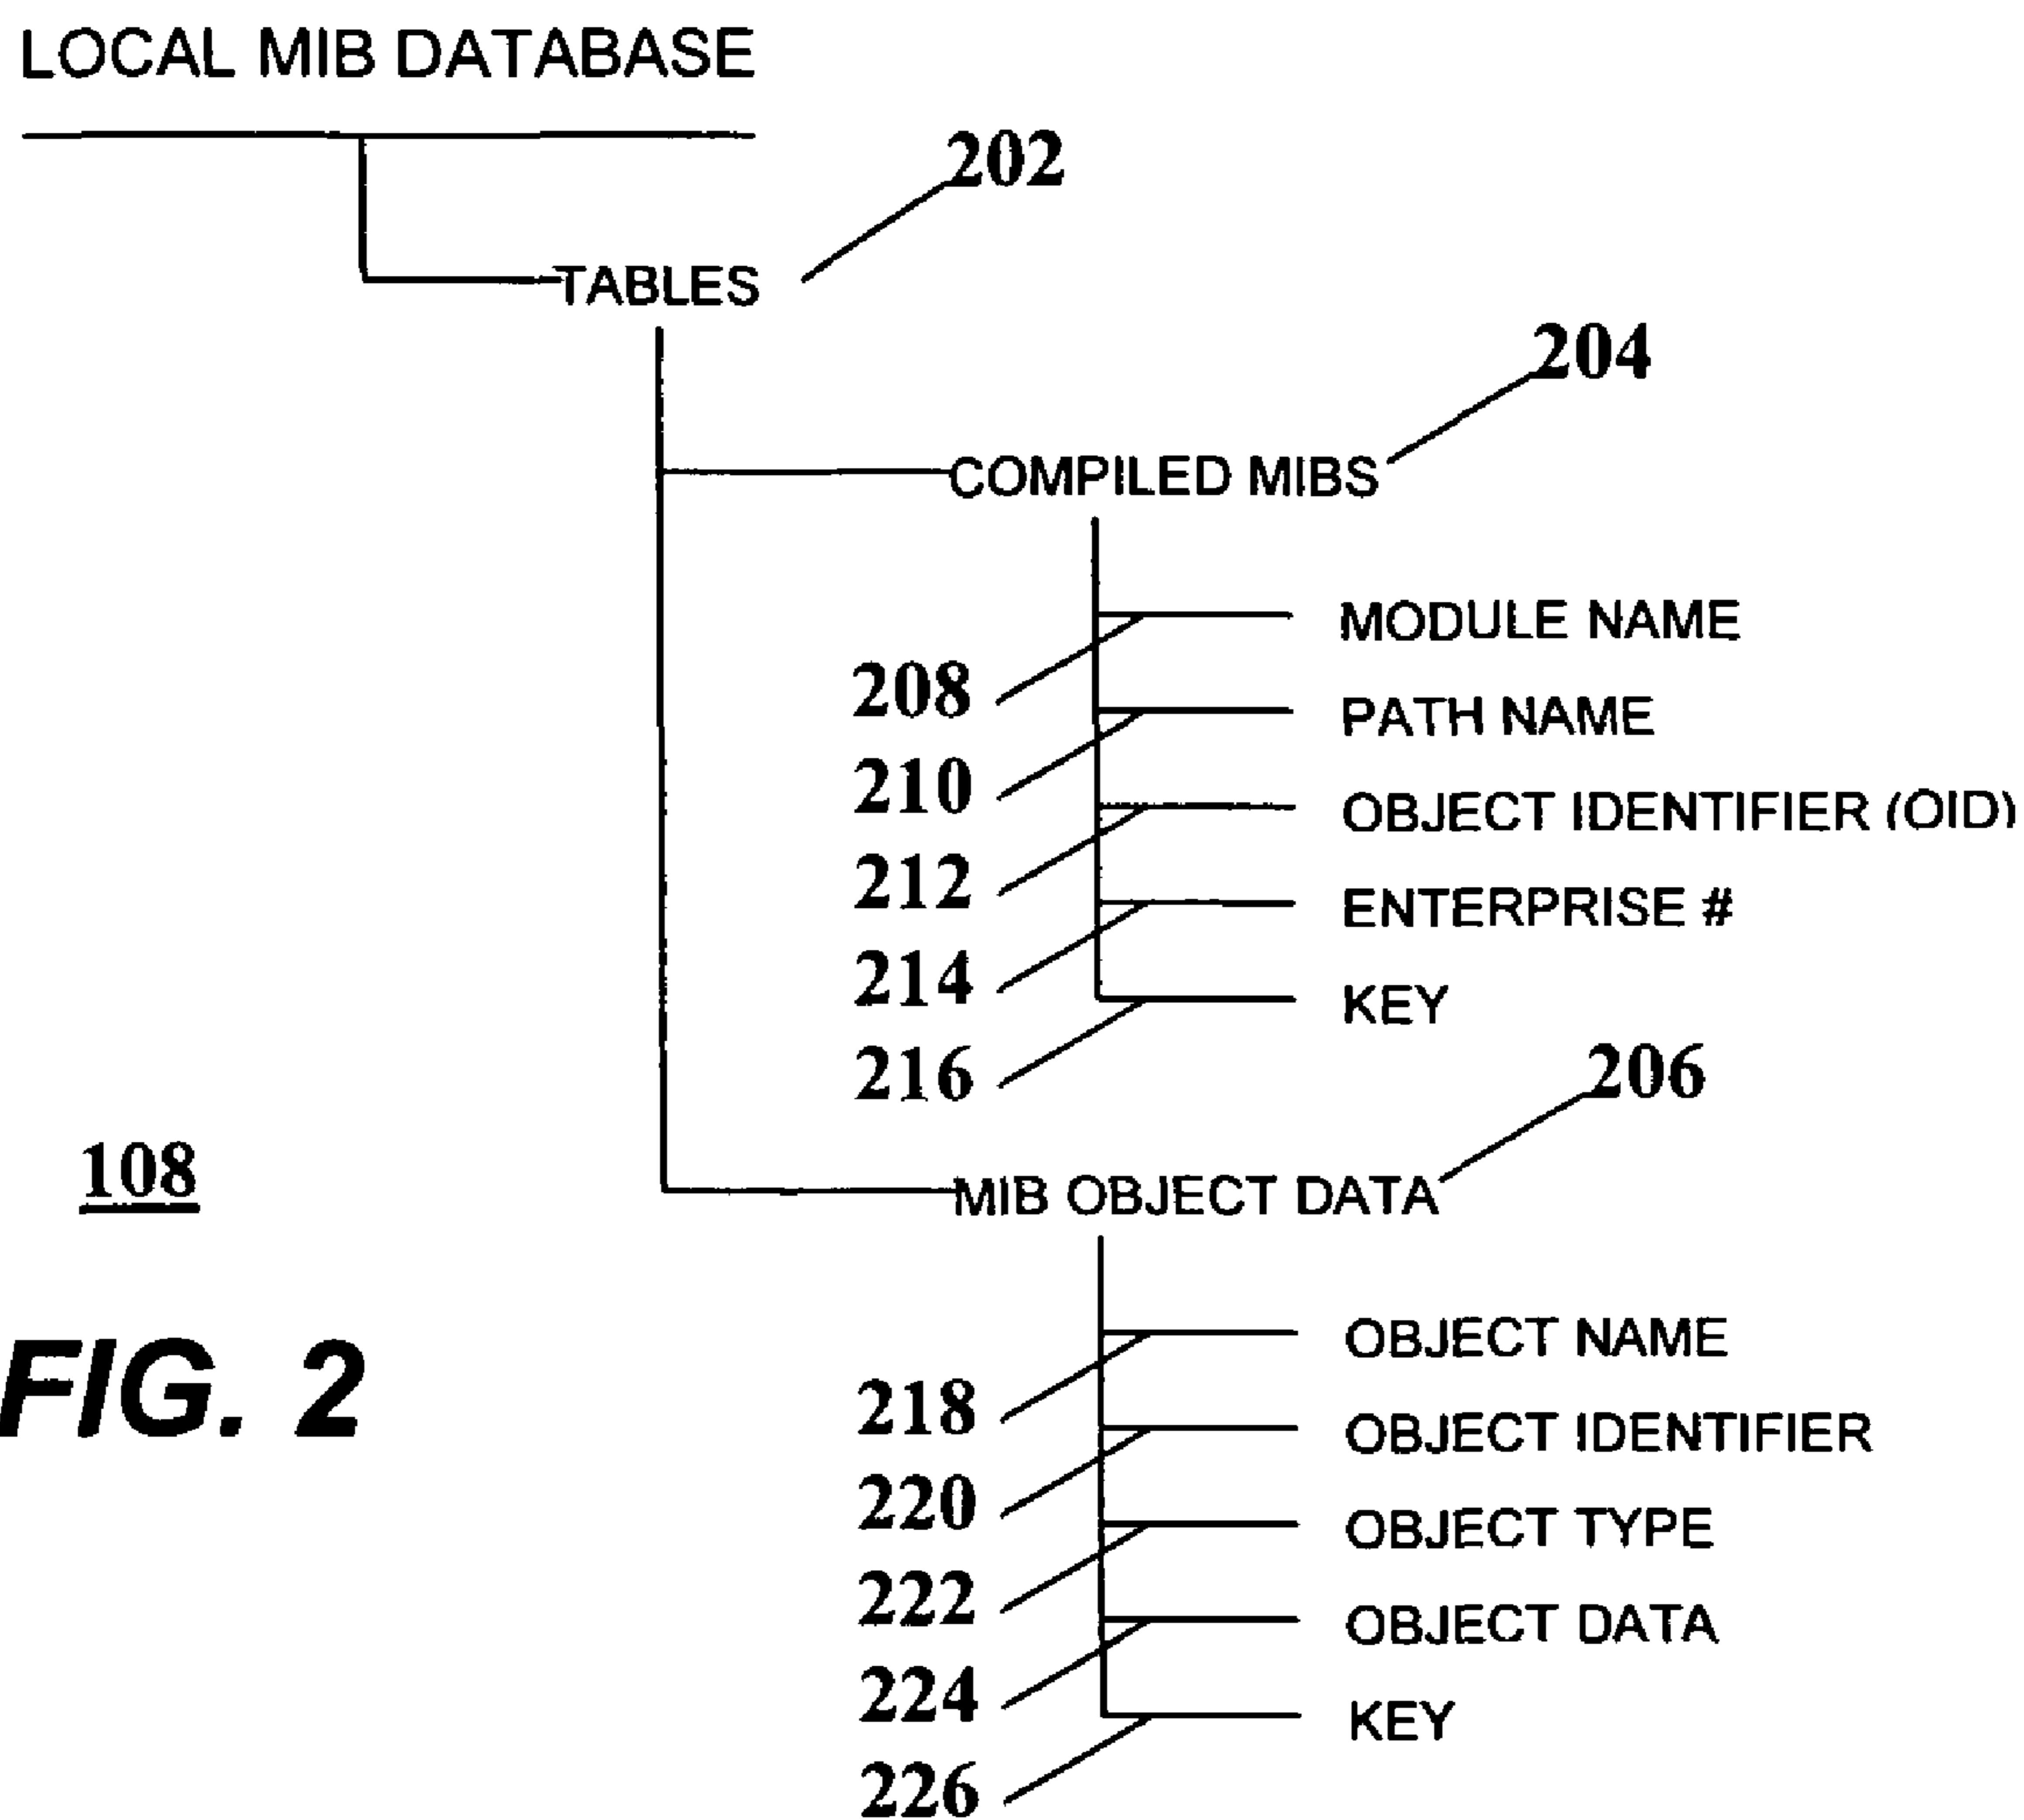 LOCAL MIB DATABASE
202
TABLES
204
COMPILED MIBS
MODULE NAME
208
PATH NAME
210
OBJECT IDENTIFIER (OID)
212
ENTERPRISE #
214
KEY
216
206
108
MIB OBJECT DATA
FIG. 2
OBJECT NAME
218
OBJECT IDENTIFIER
220
OBJECT TYPE
222
OBJECT DATA
224
KEY
226